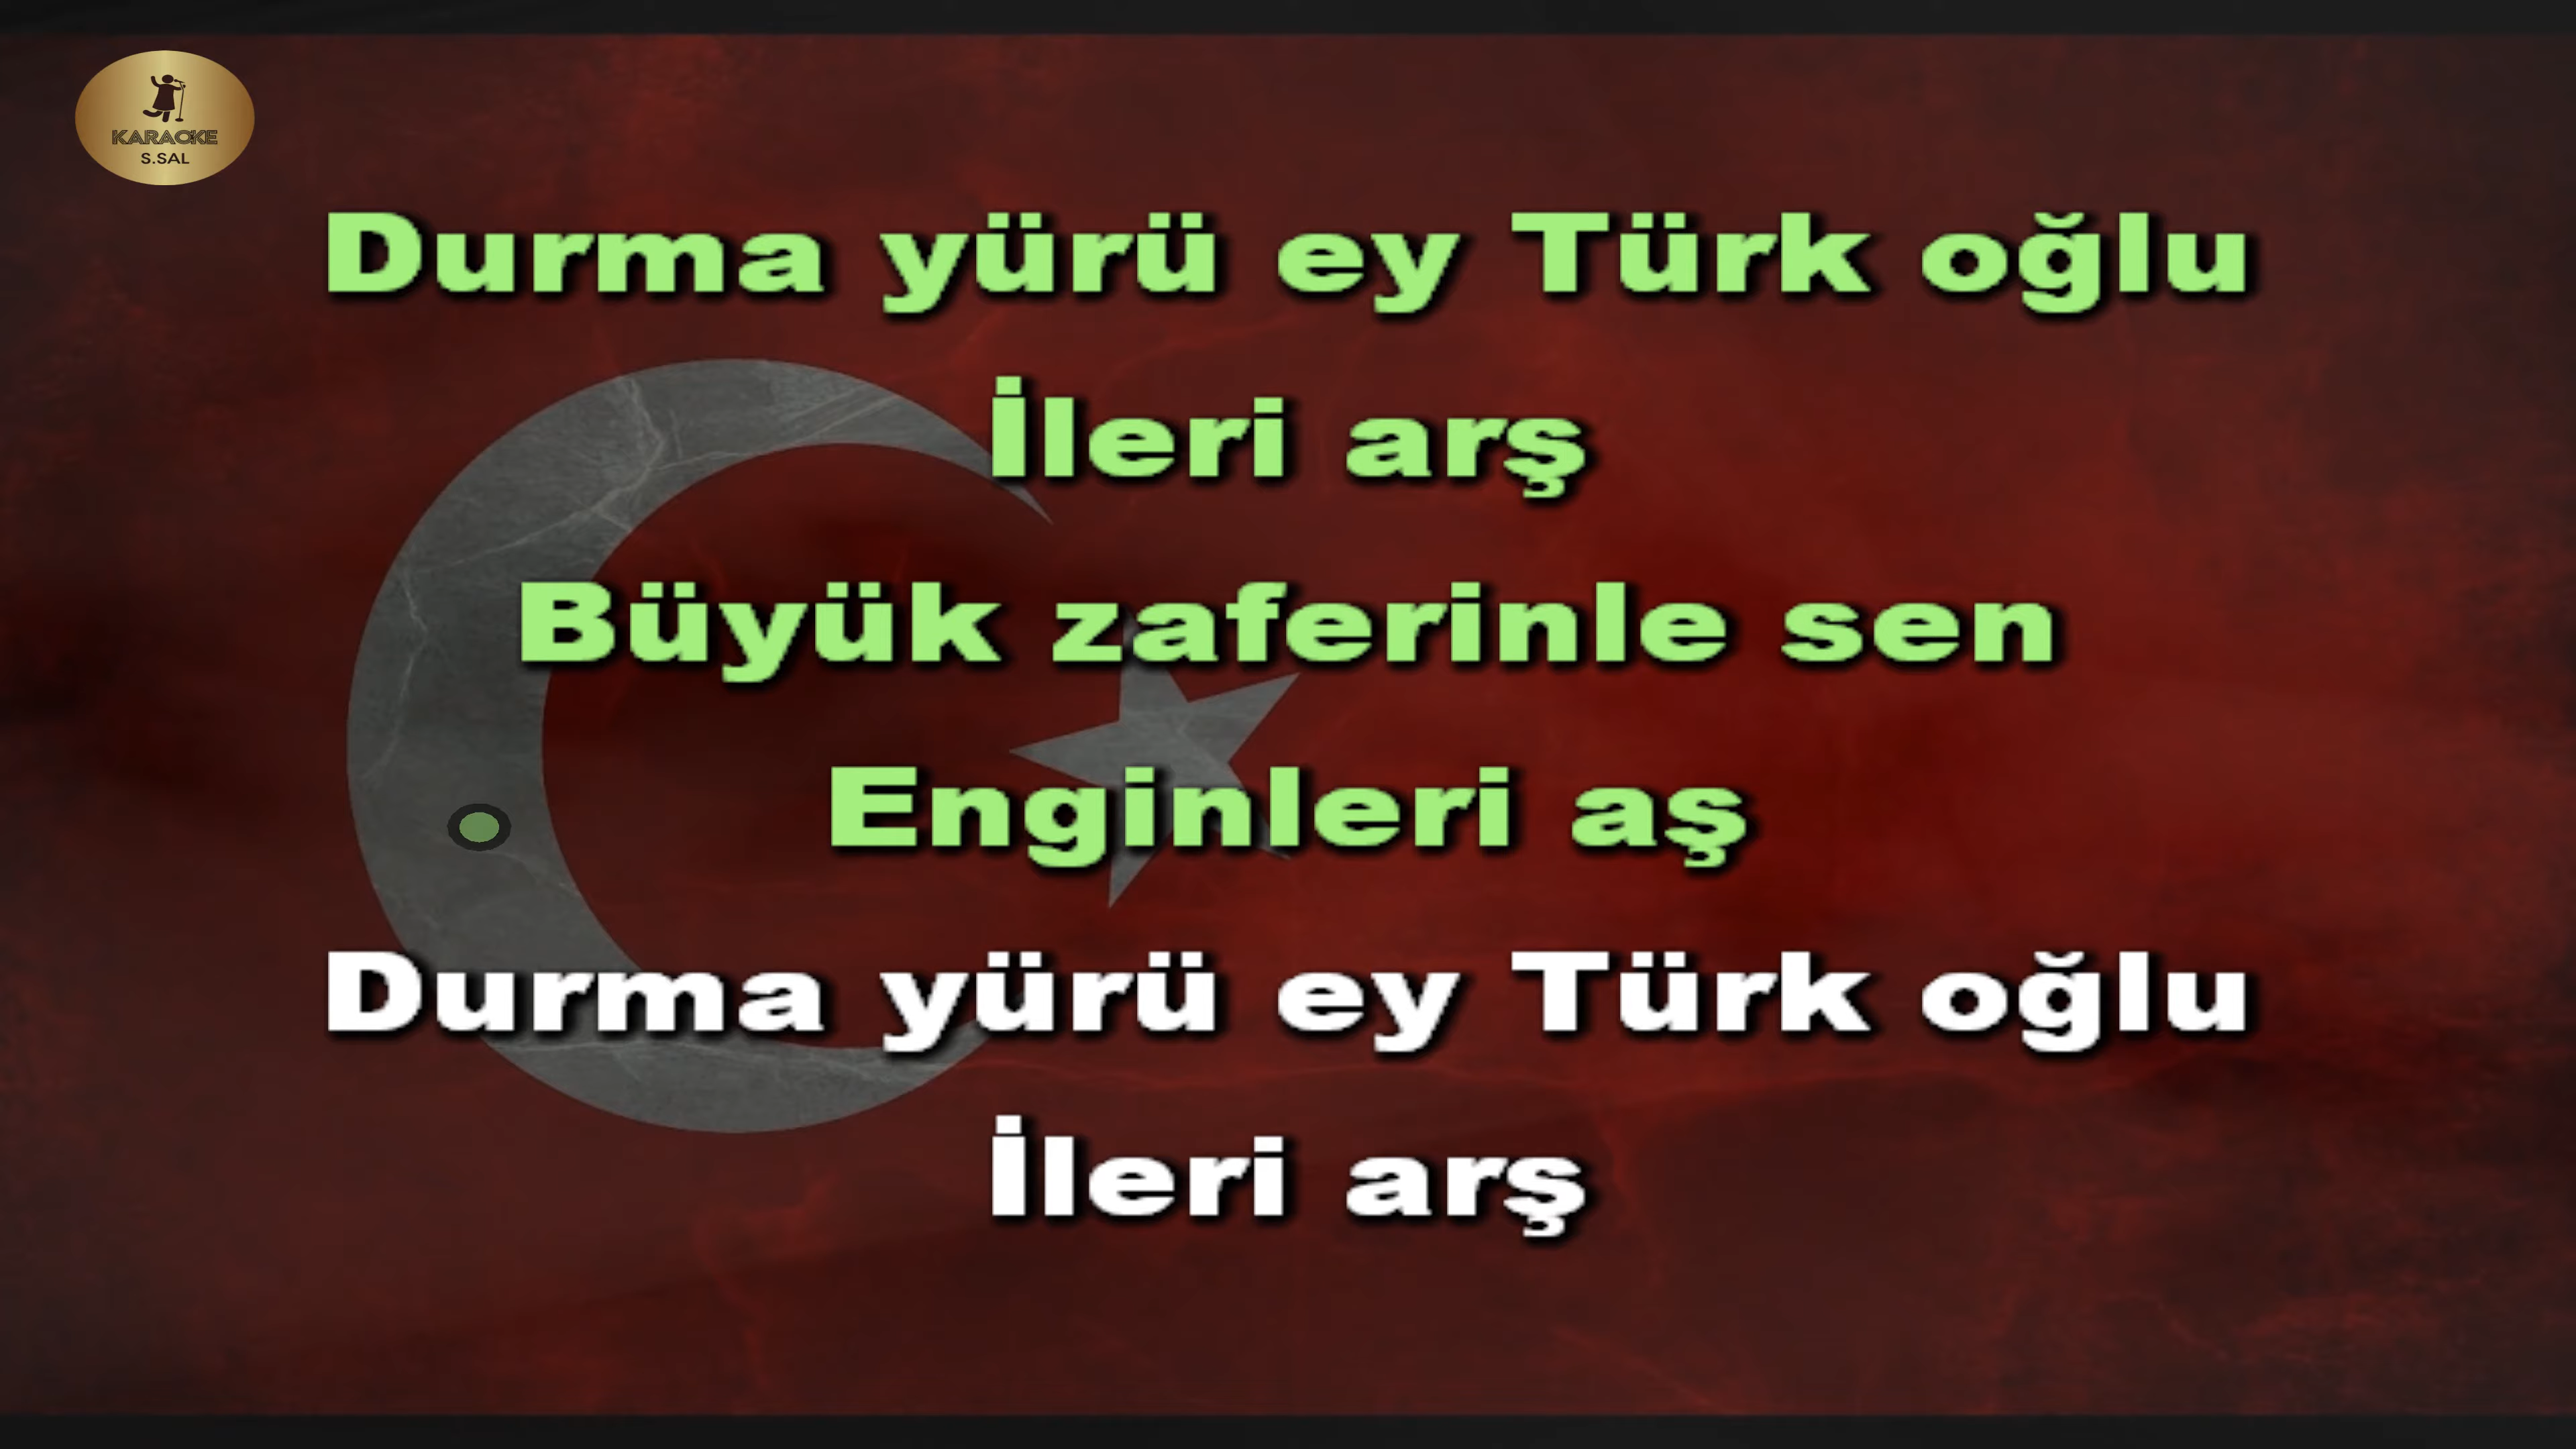 KARAOKE
S.SAL
Durma yürü ey Türk oğlu
İleri arş
Büyük zaferinle sen
Enginleri aş
Durma yürü ey Türk oğlu
İleri arş